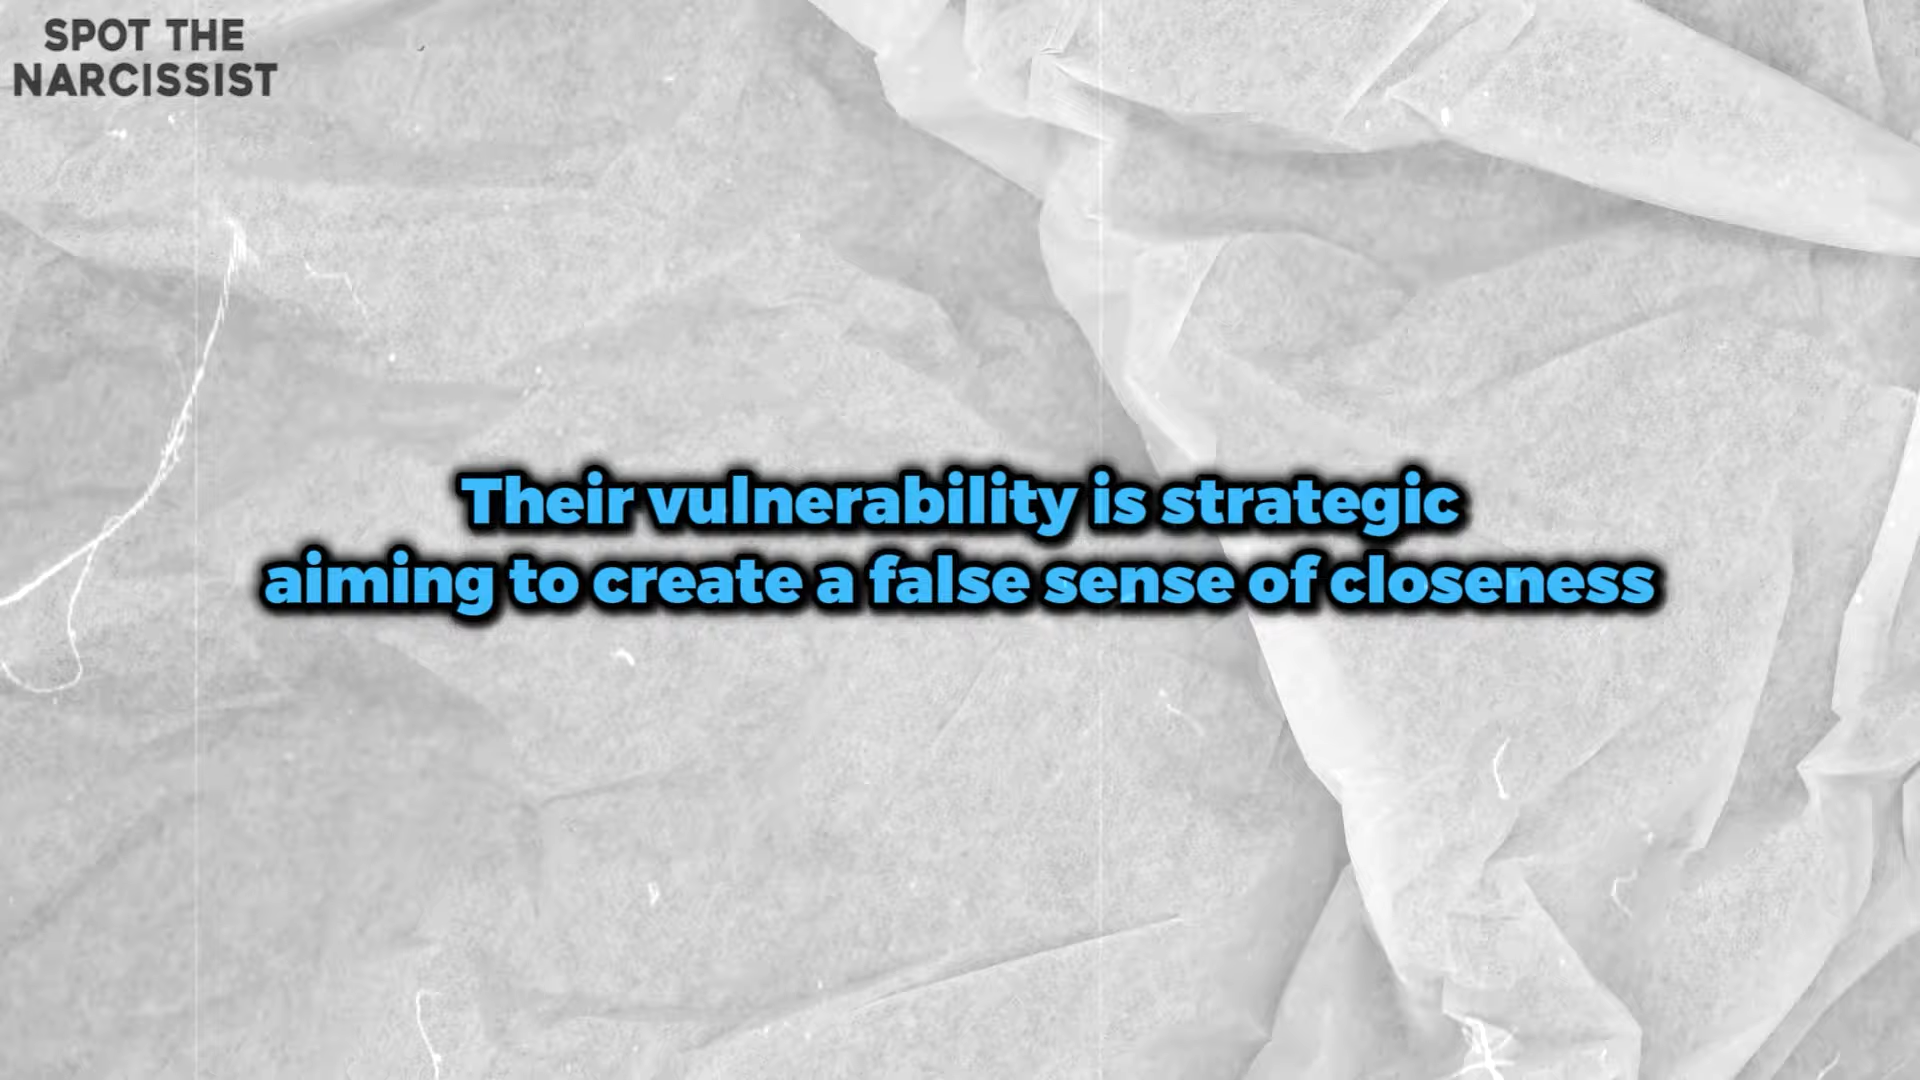 SPOT THE
NARCISSIST
Their vulnerability is strategic
aiming to create a false sense of closeness